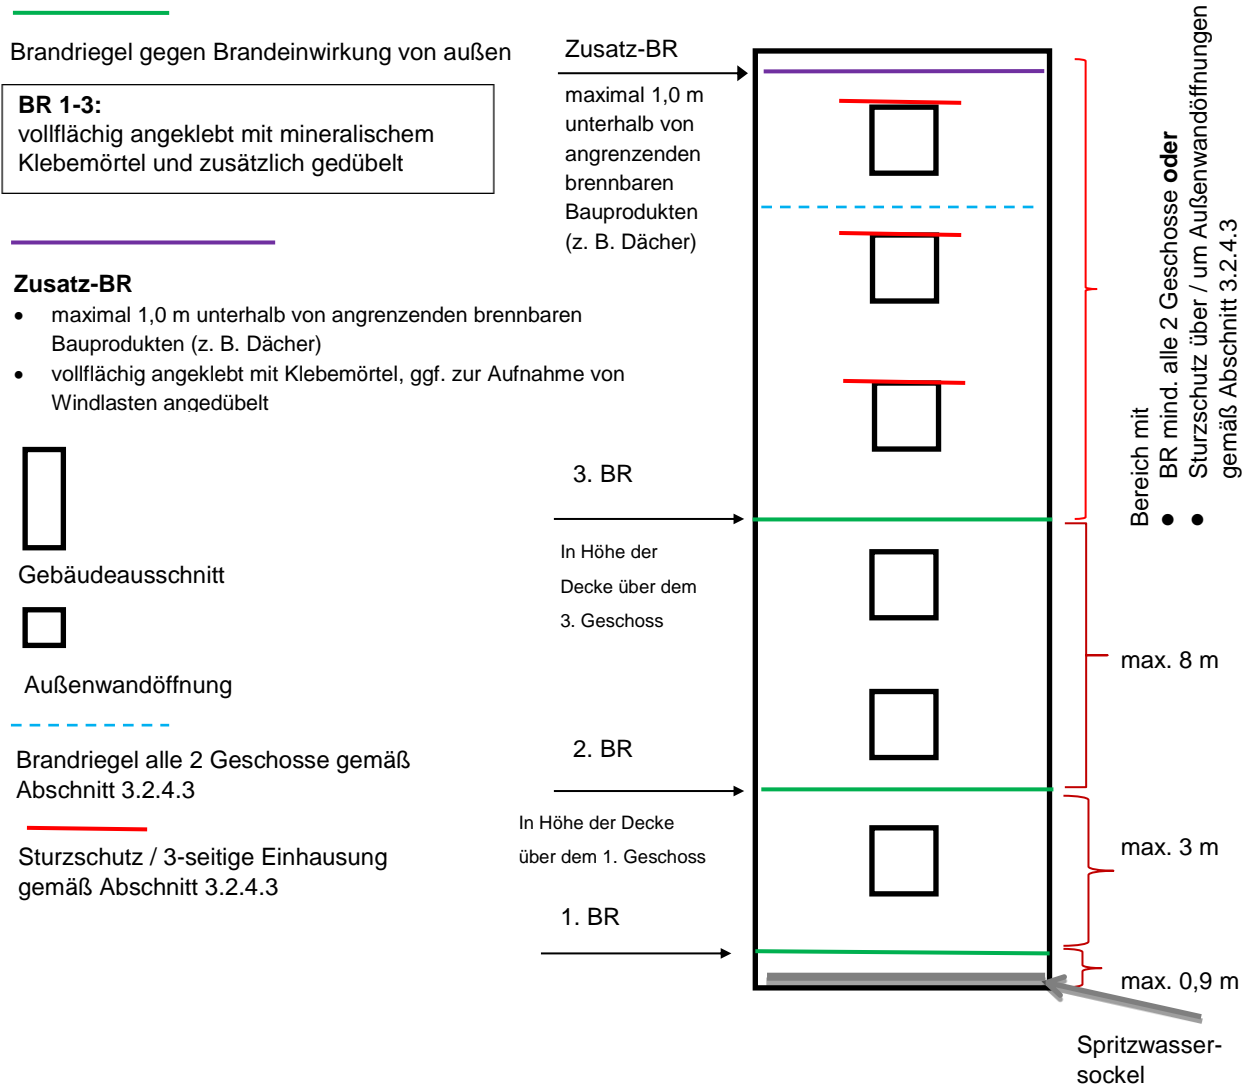 Brandriegel gegen Brandeinwirkung von außen
BR 1-3:
vollflächig angeklebt mit mineralischem
Klebemörtel und zusätzlich gedübelt
Zusatz-BR
• maximal 1,0 m unterhalb von angrenzenden brennbaren
Bauprodukten (z. B. Dächer)
• vollflächig angeklebt mit Klebemörtel, ggf. zur Aufnahme von
Windlasten angedübelt
Gebäudeausschnitt
Außenwandöffnung
Brandriegel alle 2 Geschosse gemäß
Abschnitt 3.2.4.3
Sturzschutz / 3-seitige Einhausung
gemäß Abschnitt 3.2.4.3
Zusatz-BR
maximal 1,0 m
unterhalb von
angrenzenden
brennbaren
Bauprodukten
(z. B. Dächer)
3. BR
In Höhe der
Decke über dem
3. Geschoss
2. BR
In Höhe der Decke
über dem 1. Geschoss
1. BR
Bereich mit
• BR mind. alle 2 Geschosse oder
• Sturzschutz über / um Außenwandöffnungen
gemäß Abschnitt 3.2.4.3
max. 8 m
max. 3 m
max. 0,9 m
Spritzwasser-
sockel